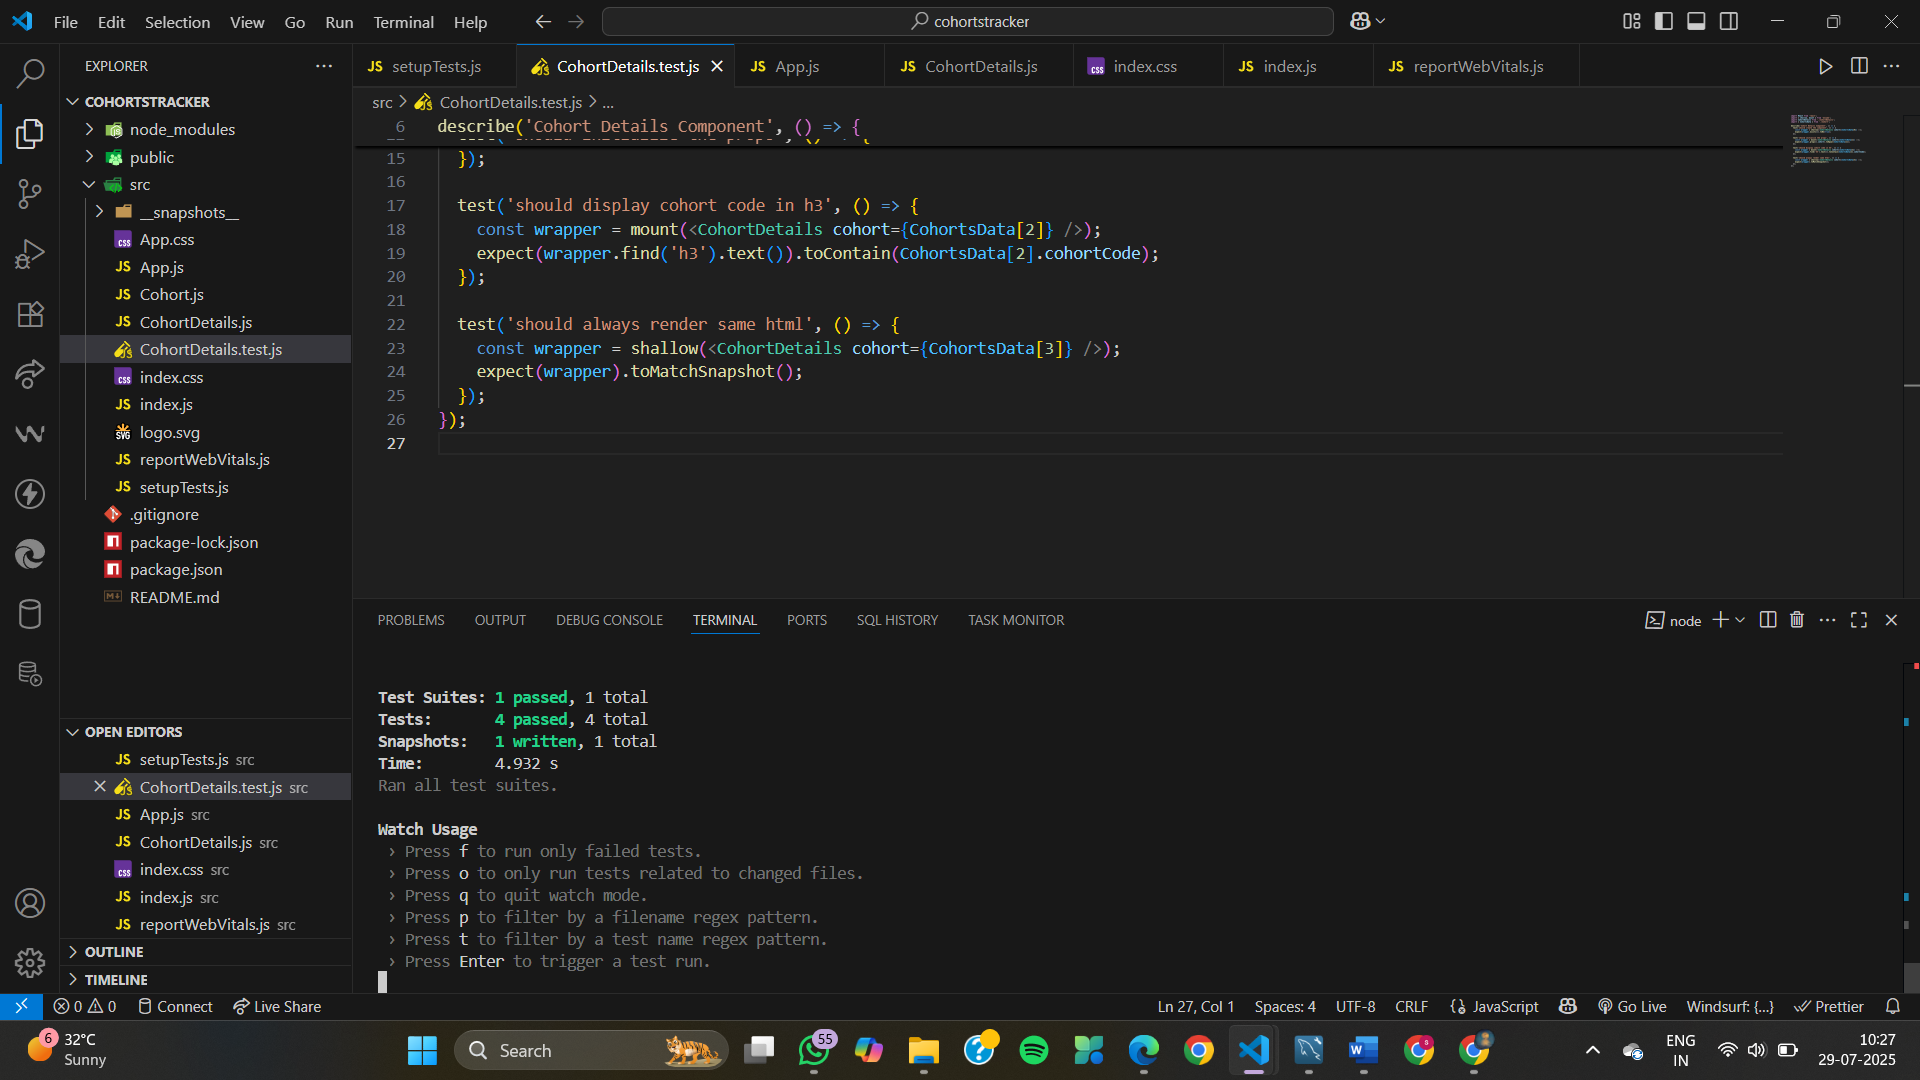 File Edit Selection View Go Run Terminal Help
cohortstracker
EXPLORER
COHORTSTRACKER
node_modules
public
src
__snapshots__
App.css
App.js
Cohort.js
CohortDetails.js
CohortDetails.test.js
index.css
index.js
logo.svg
reportWebVitals.js
setupTests.js
.gitignore
package-lock.json
package.json
README.md
OPEN EDITORS
setupTests.js src
CohortDetails.test.js src
App.js src
CohortDetails.js src
index.css src
index.js src
reportWebVitals.js src
OUTLINE
TIMELINE
setupTests.js CohortDetails.test.js App.js CohortDetails.js index.css index.js reportWebVitals.js
src > CohortDetails.test.js > ...
6 describe('Cohort Details Component', () => {
15 });
16
17 test('should display cohort code in h3', () => {
18 const wrapper = mount(<CohortDetails cohort={CohortsData[2]} />);
19 expect(wrapper.find('h3').text()).toContain(CohortsData[2].cohortCode);
20 });
21
22 test('should always render same html', () => {
23 const wrapper = shallow(<CohortDetails cohort={CohortsData[3]} />);
24 expect(wrapper).toMatchSnapshot();
25 });
26 });
27
PROBLEMS OUTPUT DEBUG CONSOLE TERMINAL PORTS SQL HISTORY TASK MONITOR
node
Test Suites: 1 passed, 1 total
Tests: 4 passed, 4 total
Snapshots: 1 written, 1 total
Time: 4.932 s
Ran all test suites.
Watch Usage
› Press f to run only failed tests.
› Press o to only run tests related to changed files.
› Press q to quit watch mode.
› Press p to filter by a filename regex pattern.
› Press t to filter by a test name regex pattern.
› Press Enter to trigger a test run.
0 0 Connect Live Share
Ln 27, Col 1 Spaces: 4 UTF-8 CRLF {} JavaScript Go Live Windsurf: {...} Prettier
6 32°C
Sunny
Search
55
ENG
IN
10:27
29-07-2025